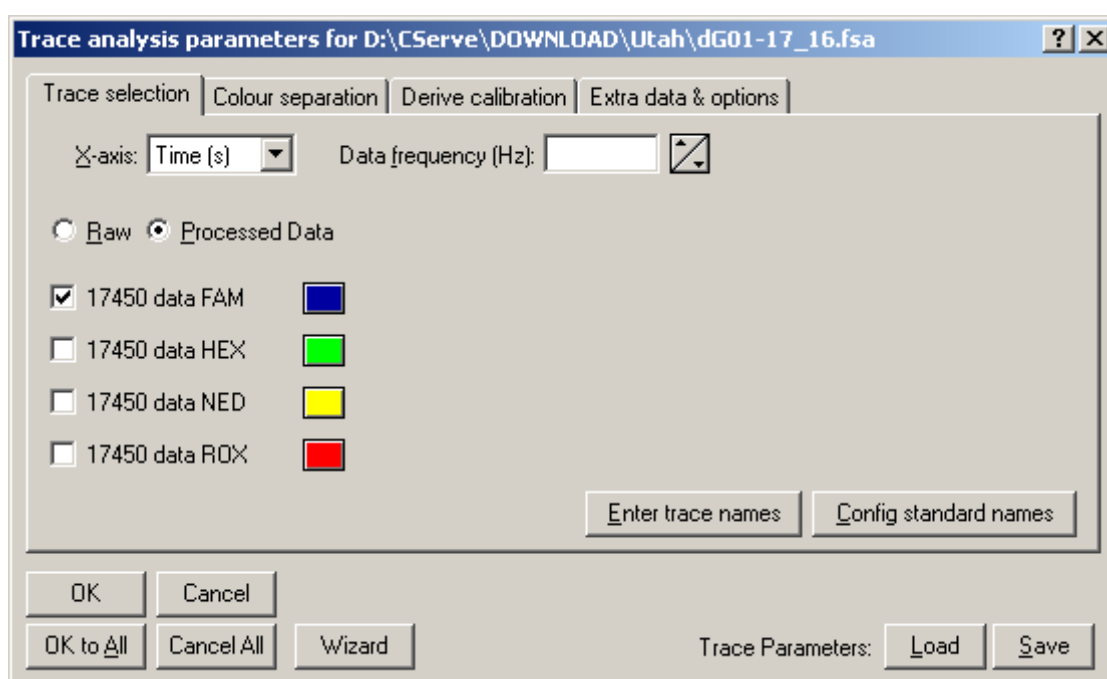 Trace analysis parameters for D:\CServe\DOWNLOAD\Utah\dG01-17_16.fsa ? X
Trace selection Colour separation Derive calibration Extra data & options
X-axis: Time (s) Data frequency (Hz):
Raw Processed Data
17450 data FAM
17450 data HEX
17450 data NED
17450 data ROX
Enter trace names Config standard names
OK Cancel
OK to All Cancel All Wizard Trace Parameters: Load Save